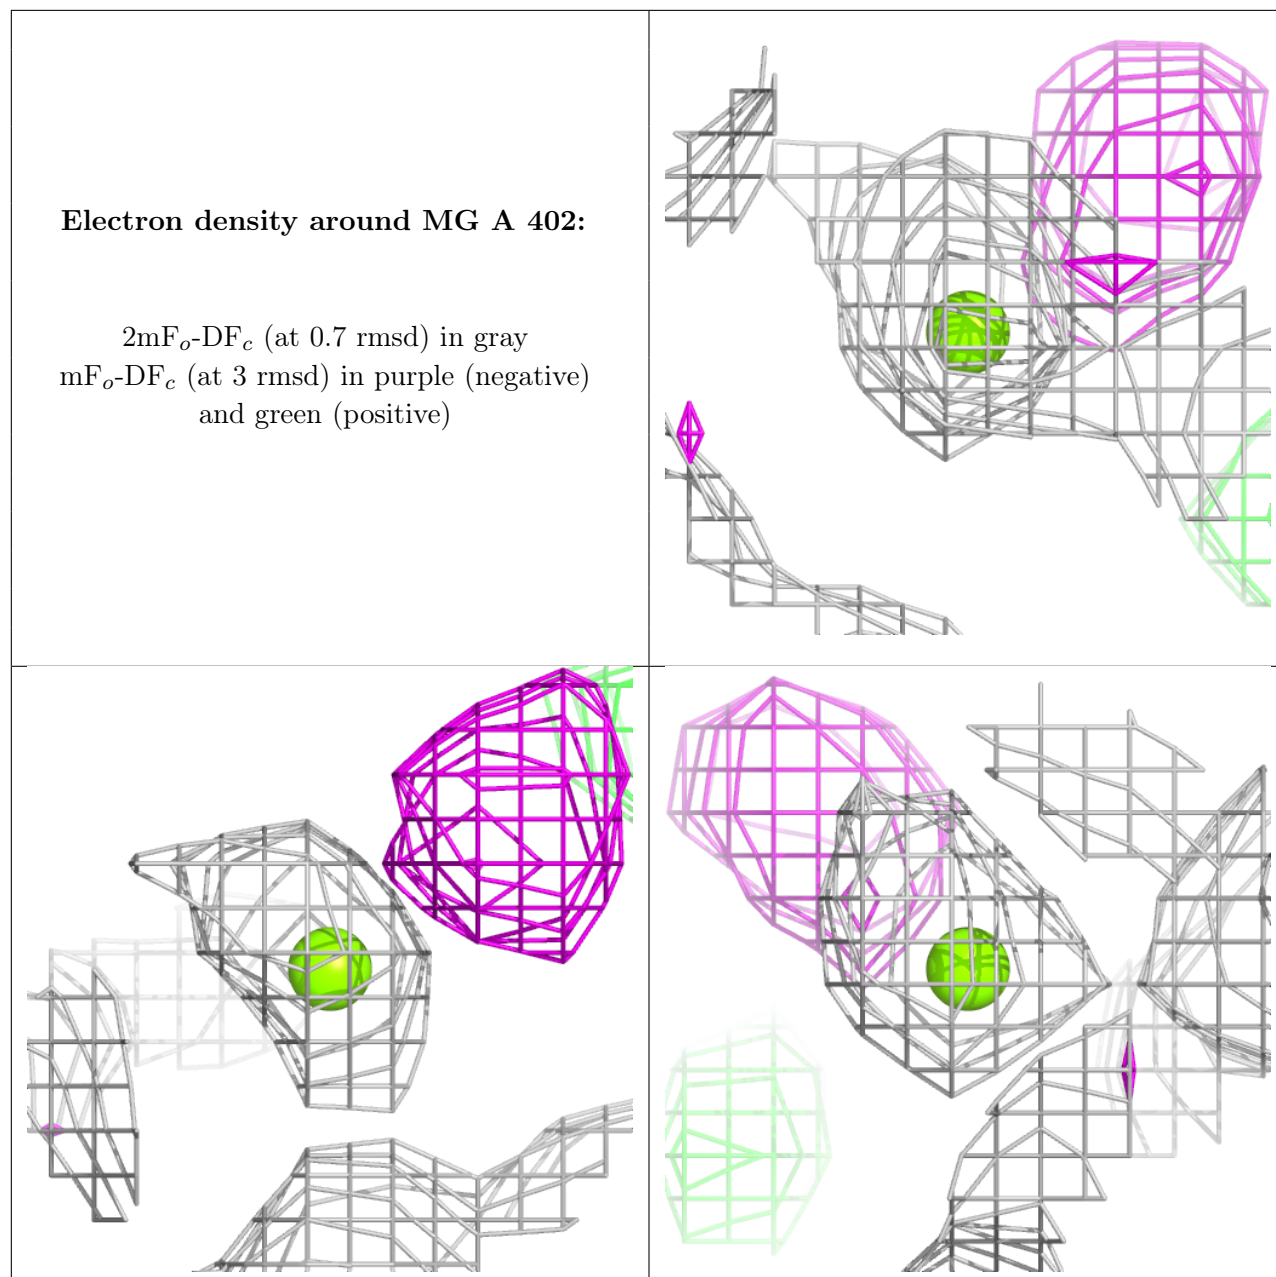 Electron density around MG A 402:
2mFₒ-DF𝒸 (at 0.7 rmsd) in gray
mFₒ-DF𝒸 (at 3 rmsd) in purple (negative)
and green (positive)